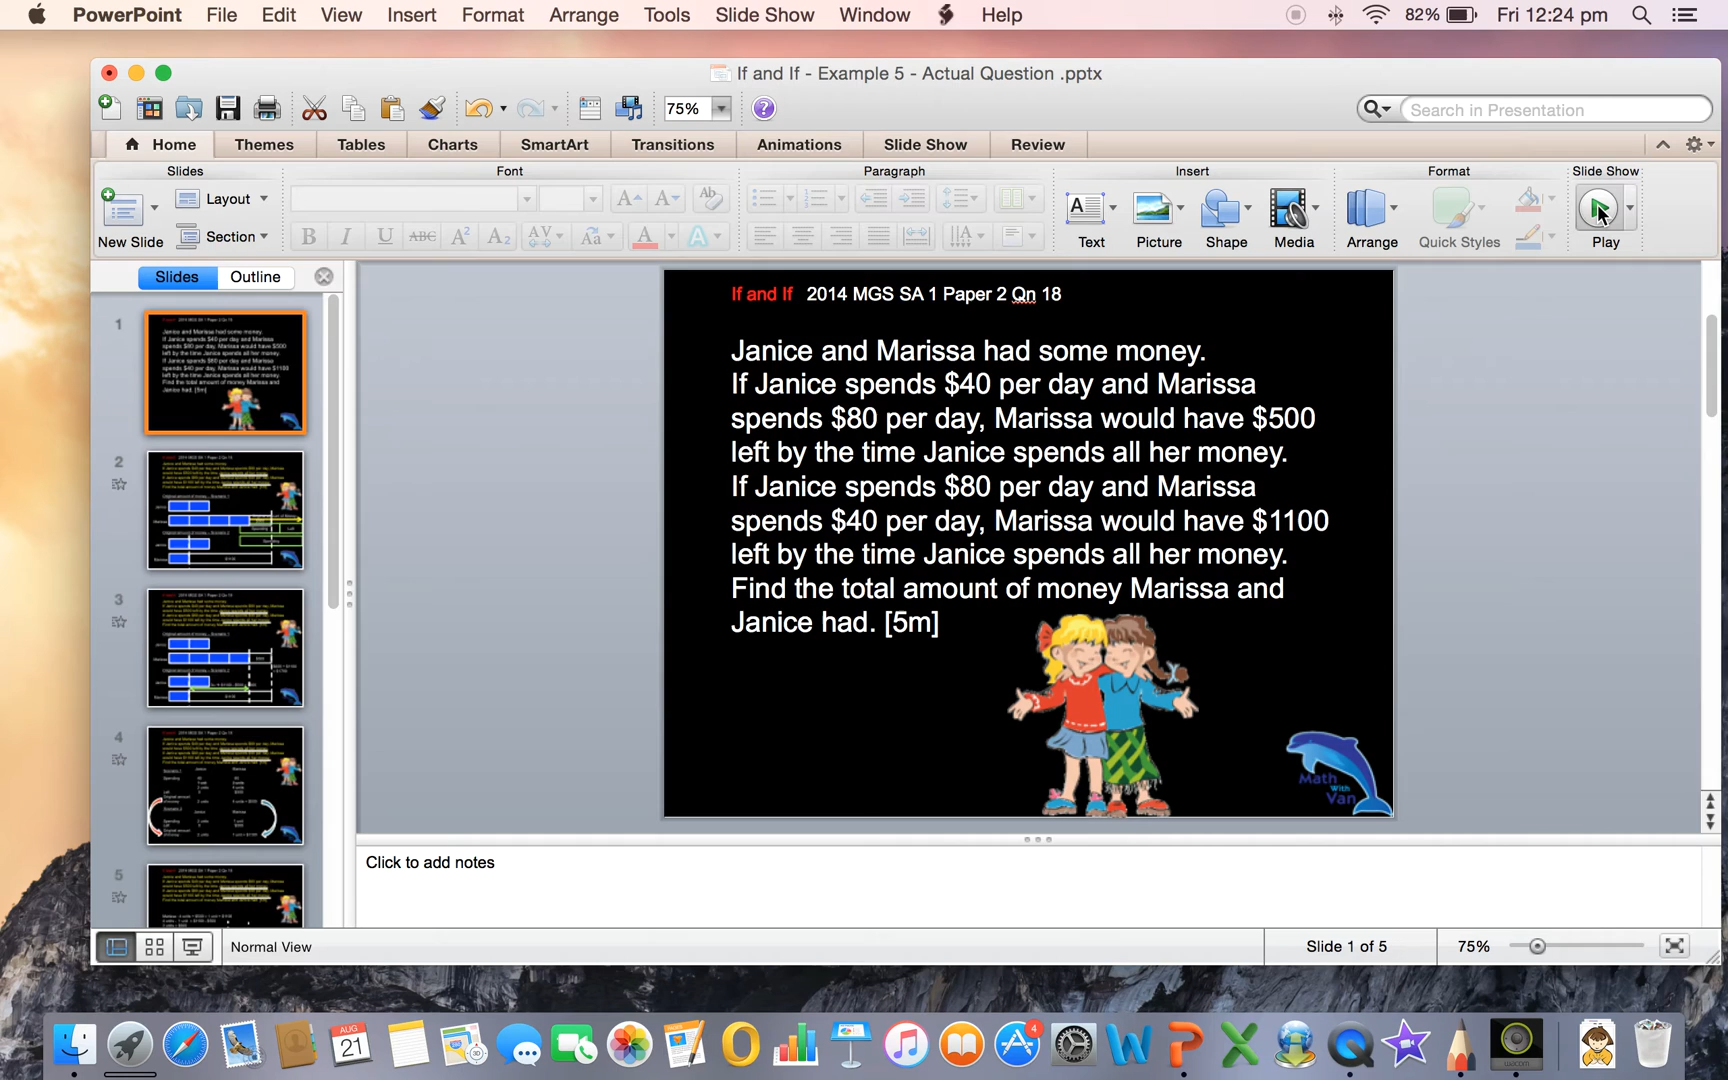 PowerPoint File Edit View Insert Format Arrange Tools Slide Show Window Help 82% Fri 12:24 pm
If and If - Example 5 - Actual Question .pptx
75% ? Search in Presentation
Home Themes Tables Charts SmartArt Transitions Animations Slide Show Review
Slides Font Paragraph Insert Format Slide Show
Layout
Section
New Slide Text Picture Shape Media Arrange Quick Styles Play
Slides Outline
1
2
3
4
5
If and If 2014 MGS SA 1 Paper 2 Qn 18
Janice and Marissa had some money.
If Janice spends $40 per day and Marissa
spends $80 per day, Marissa would have $500
left by the time Janice spends all her money.
If Janice spends $80 per day and Marissa
spends $40 per day, Marissa would have $1100
left by the time Janice spends all her money.
Find the total amount of money Marissa and
Janice had. [5m]
Math
With
Van
Click to add notes
Normal View Slide 1 of 5 75%
AUG
21
4